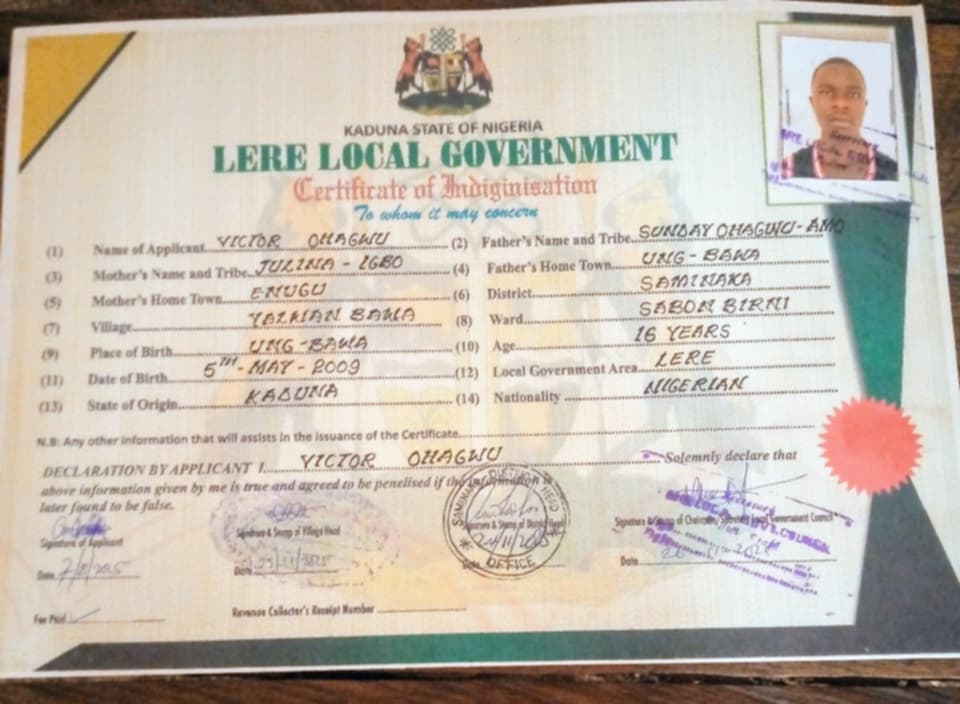 KADUNA STATE OF NIGERIA
LERE LOCAL GOVERNMENT
Certificate of Indiginisation
To whom it may concern
(1) Name of Applicant VICTOR OHAGWU (2) Father's Name and Tribe SUNDAY OHAGWU-AMO
(3) Mother's Name and Tribe JULINA - IGBO (4) Father's Home Town UNG-BAWA
(5) Mother's Home Town ENUGU (6) District SAMINAKA
(7) Village BAWA (8) Ward SABON BIRNI
(9) Place of Birth UNG-BAWA (10) Age 16 YEARS
(11) Date of Birth 5TH-MAY-2009 (12) Local Government Area LERE
(13) State of Origin KADUNA (14) Nationality NIGERIAN
N.B: Any other information that will assists in the issuance of the Certificate
DECLARATION BY APPLICANT I VICTOR OHAGWU Solemnly declare that
above information given by me is true and agreed to be penelised if the information is
later found to be false.
Signature of Applicant
Signature & Stamp of Village Head
Signature & Stamp of District Head
Signature & Stamp of Chairman/Secretary Local Government Council
Date
Date
OFFICE
Date
Fee Paid
Revenue Collector's Receipt Number